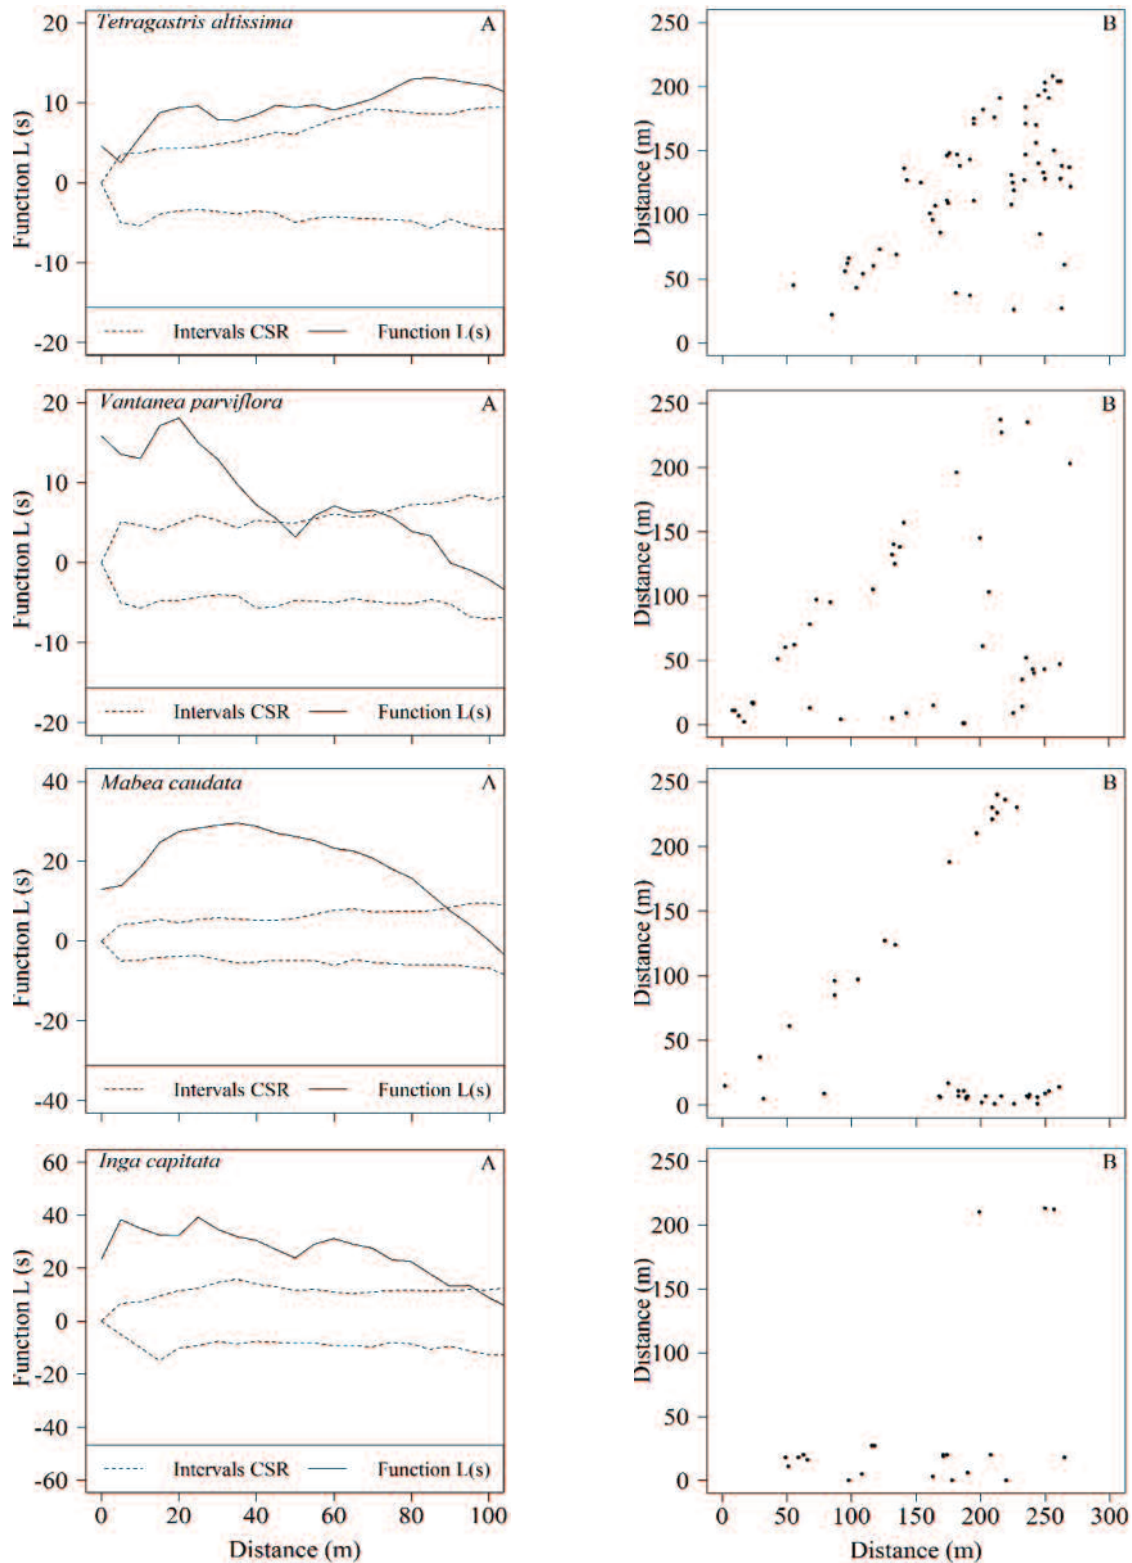 Tetragastris altissima
A
20
10
0
-10
-20
Function L (s)
Intervals CSR
Function L(s)
B
250
200
150
100
50
0
Distance (m)
Vantanea parviflora
A
20
10
0
-10
-20
Function L (s)
Intervals CSR
Function L(s)
B
250
200
150
100
50
0
Distance (m)
Mabea caudata
A
40
20
0
-20
-40
Function L (s)
Intervals CSR
Function L(s)
B
250
200
150
100
50
0
Distance (m)
Inga capitata
A
60
40
20
0
-20
-40
-60
Function L (s)
Intervals CSR
Function L(s)
0 20 40 60 80 100
Distance (m)
B
250
200
150
100
50
0
Distance (m)
0 50 100 150 200 250 300
Distance (m)